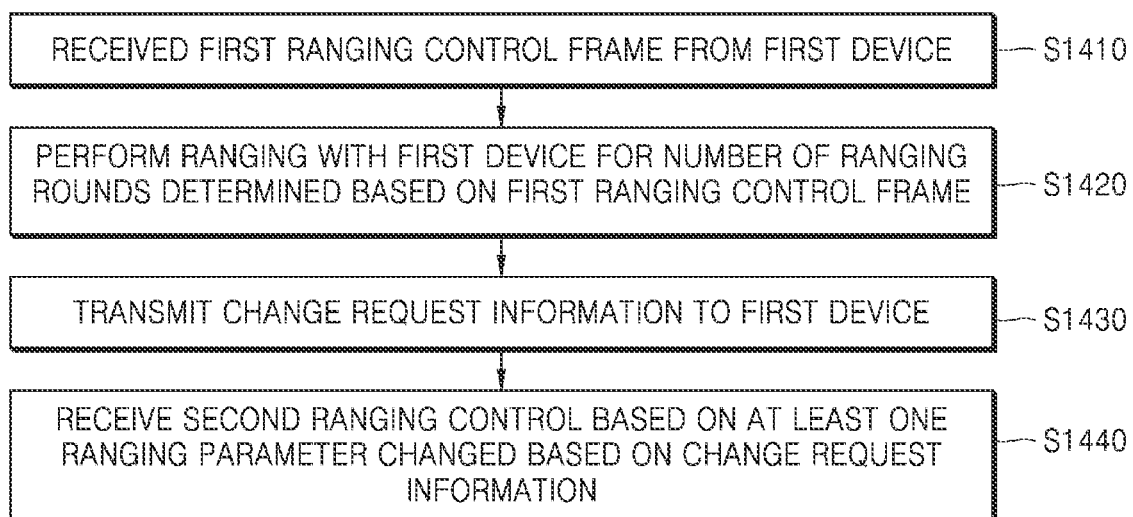 RECEIVED FIRST RANGING CONTROL FRAME FROM FIRST DEVICE
S1410
PERFORM RANGING WITH FIRST DEVICE FOR NUMBER OF RANGING
ROUNDS DETERMINED BASED ON FIRST RANGING CONTROL FRAME
S1420
TRANSMIT CHANGE REQUEST INFORMATION TO FIRST DEVICE
S1430
RECEIVE SECOND RANGING CONTROL BASED ON AT LEAST ONE
RANGING PARAMETER CHANGED BASED ON CHANGE REQUEST
INFORMATION
S1440